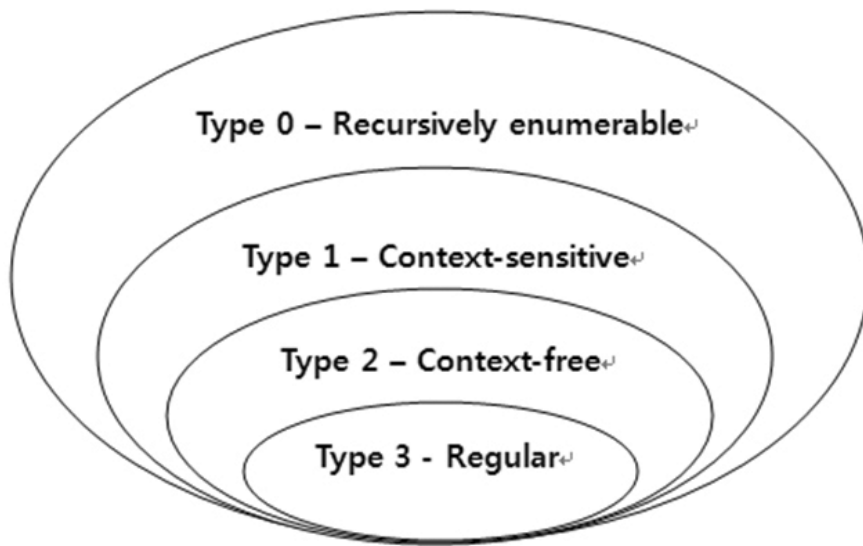 Type 0 – Recursively enumerable↵
Type 1 – Context-sensitive↵
Type 2 – Context-free↵
Type 3 - Regular↵